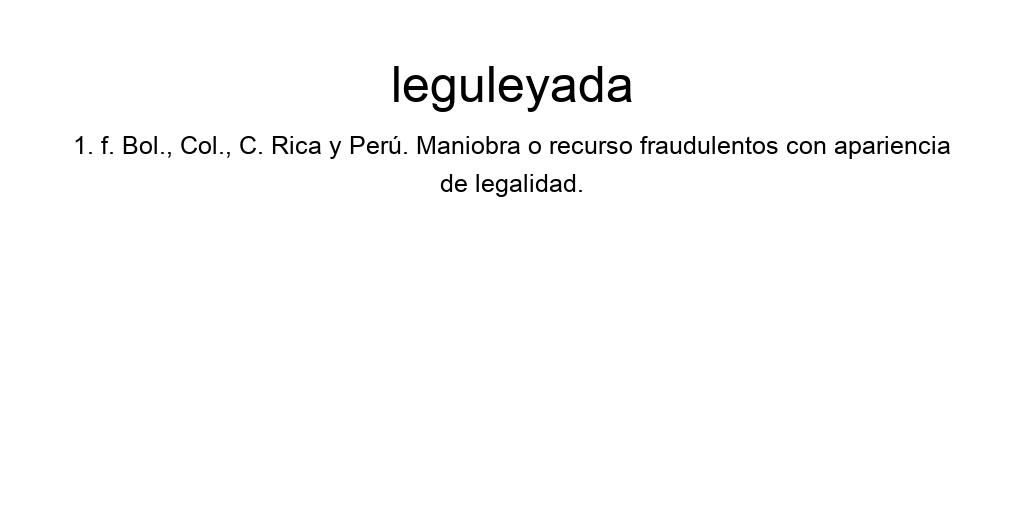 leguleyada
1. f. Bol., Col., C. Rica y Perú. Maniobra o recurso fraudulentos con apariencia
de legalidad.